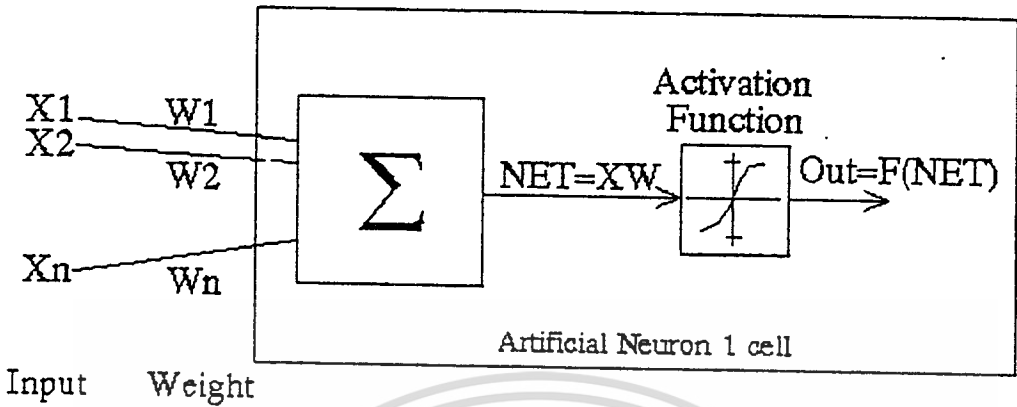 Activation
Function
X1
W1
X2
W2
Σ
NET=XW
Out=F(NET)
Xn
Wn
Artificial Neuron 1 cell
Input
Weight